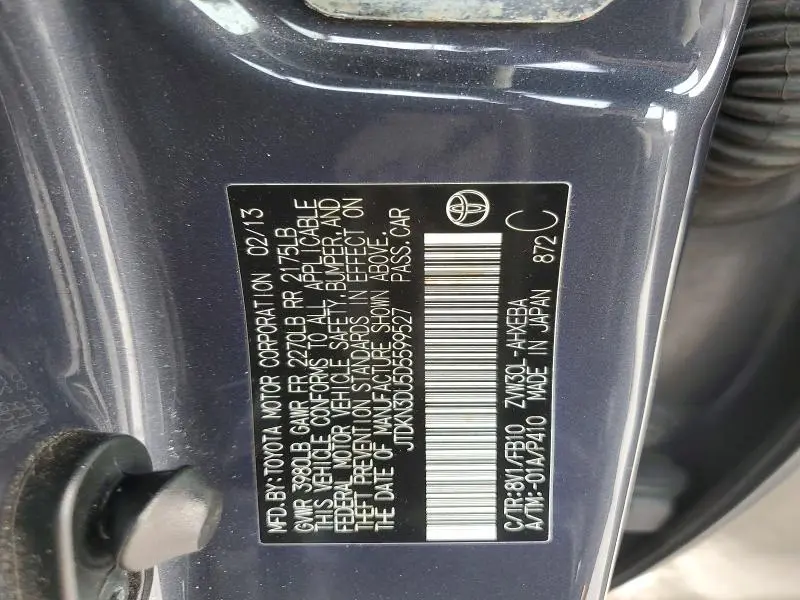 MFD. BY: TOYOTA MOTOR CORPORATION 02/13
GVWR 3980LB GAWR FR 2270LB RR 2175LB
THIS VEHICLE CONFORMS TO ALL APPLICABLE
FEDERAL MOTOR VEHICLE SAFETY, BUMPER, AND
THEFT PREVENTION STANDARDS IN EFFECT ON
THE DATE OF MANUFACTURE SHOWN ABOVE.
JTDKN3DU5D5599527 PASS. CAR
C/TR:8V1/FB10 ZVW30L-AHXEBA
A/TM:-01A/P410 MADE IN JAPAN 872 C